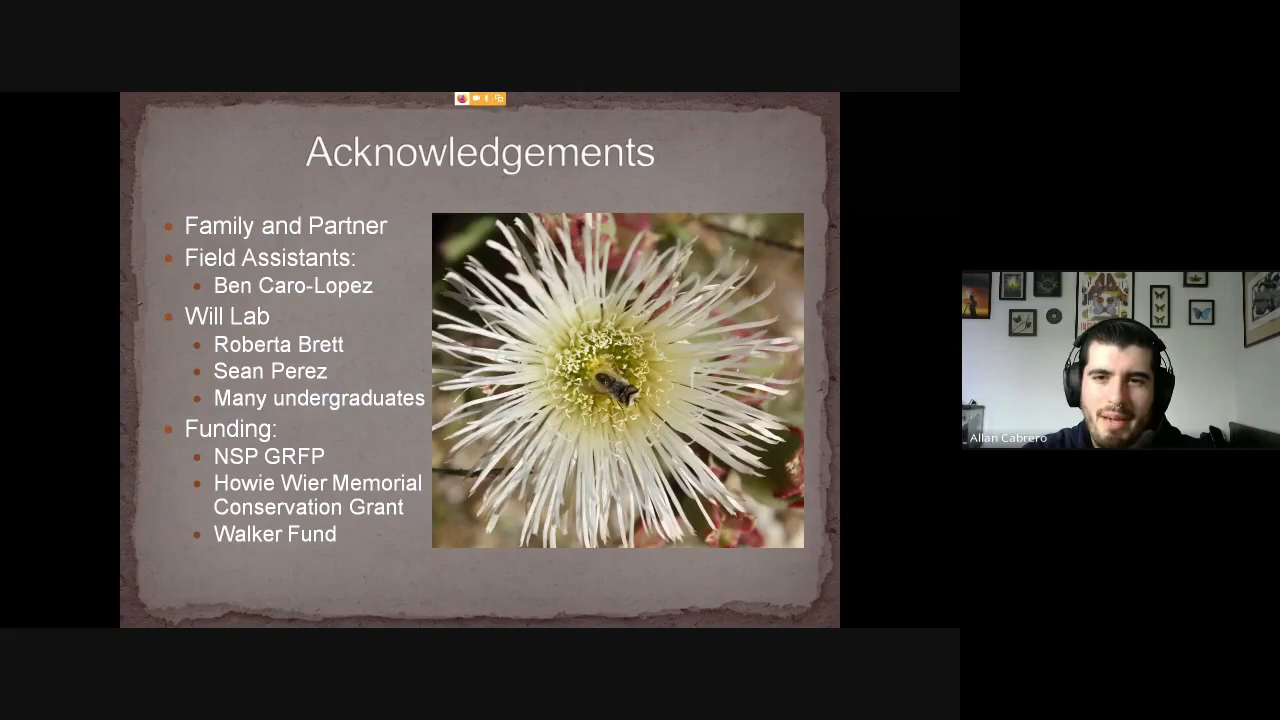 Acknowledgements
Family and Partner
Field Assistants:
Ben Caro-Lopez
Will Lab
Roberta Brett
Sean Perez
Many undergraduates
Funding:
NSP GRFP
Howie Wier Memorial
Conservation Grant
Walker Fund
Allan Cabrero